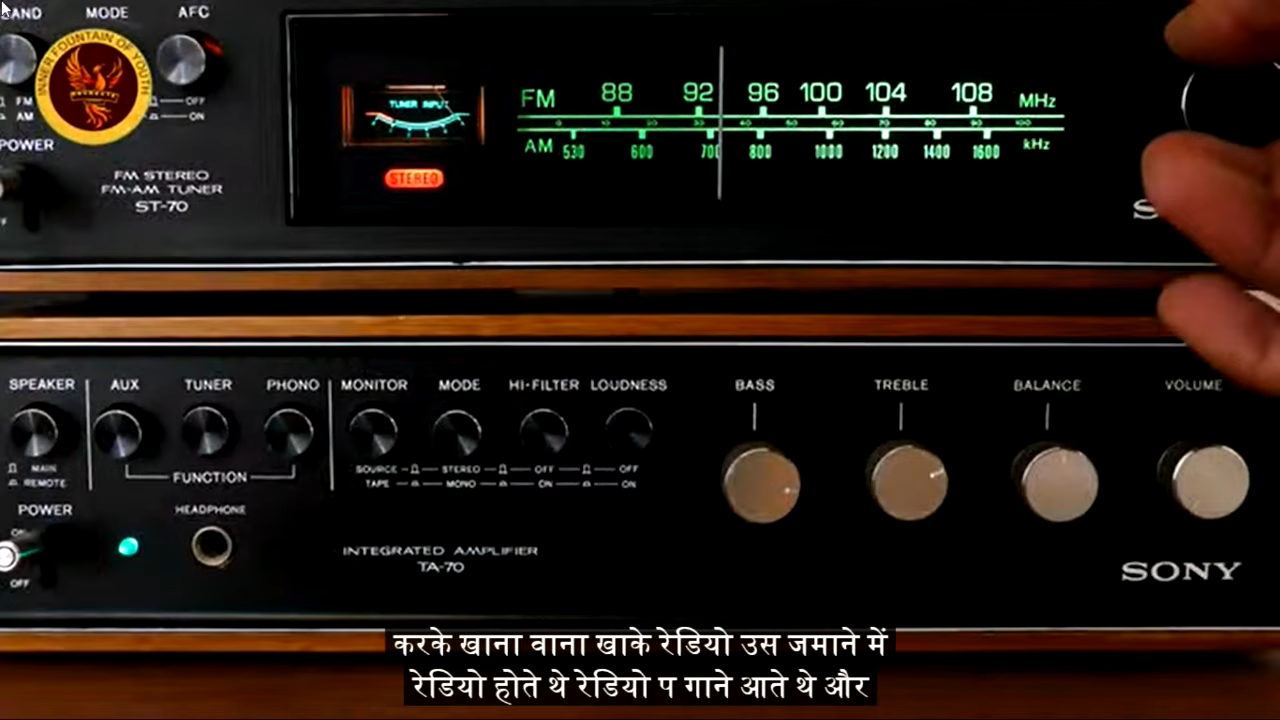 BAND MODE AFC
INNER FOUNTAIN OF YOUTH
FM OFF
AM ON
POWER
FM STEREO
FM-AM TUNER
ST-70
TUNER INPUT
STEREO
FM 88 92 96 100 104 108 MHz
AM 530 600 700 800 1000 1200 1400 1600 kHz
SPEAKER AUX TUNER PHONO MONITOR MODE HI-FILTER LOUDNESS BASS TREBLE BALANCE VOLUME
MAIN
REMOTE
FUNCTION
SOURCE STEREO OFF OFF
TAPE MONO ON ON
POWER
ON
OFF
HEADPHONE
INTEGRATED AMPLIFIER
TA-70
SONY
करके खाना वाना खाके रेडियो उस जमाने में
रेडियो होते थे रेडियो प गाने आते थे और